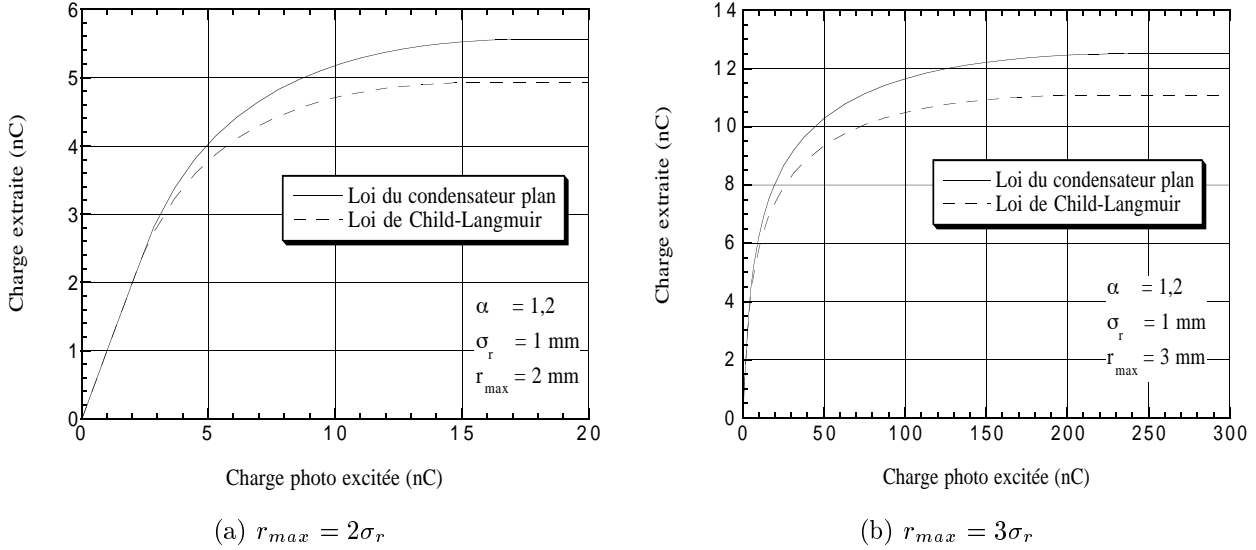 6
5
4
3
2
1
0
0 5 10 15 20
Charge extraite (nC)
Charge photo excitée (nC)
Loi du condensateur plan
Loi de Child-Langmuir
α = 1,2
σr = 1 mm
rmax = 2 mm
(a) rmax = 2σr
14
12
10
8
6
4
2
0
0 50 100 150 200 250 300
Charge extraite (nC)
Charge photo excitée (nC)
Loi du condensateur plan
Loi de Child-Langmuir
α = 1,2
σr = 1 mm
rmax = 3 mm
(b) rmax = 3σr